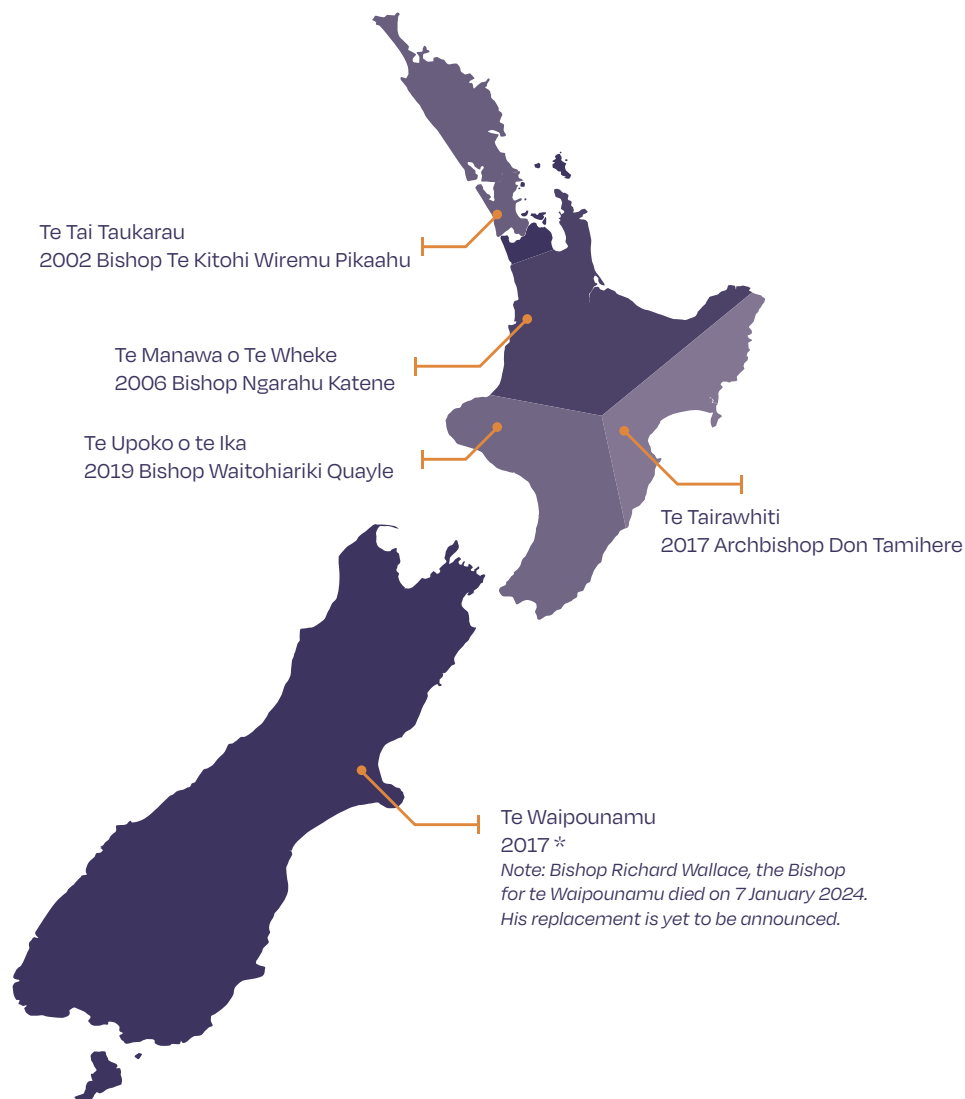 Te Tai Taukarau
2002 Bishop Te Kitohi Wiremu Pikaahu
Te Manawa o Te Wheke
2006 Bishop Ngarahu Katene
Te Upoko o te Ika
2019 Bishop Waitohiariki Quayle
Te Tairawhiti
2017 Archbishop Don Tamihere
Te Waipounamu
2017 *
Note: Bishop Richard Wallace, the Bishop
for te Waipounamu died on 7 January 2024.
His replacement is yet to be announced.